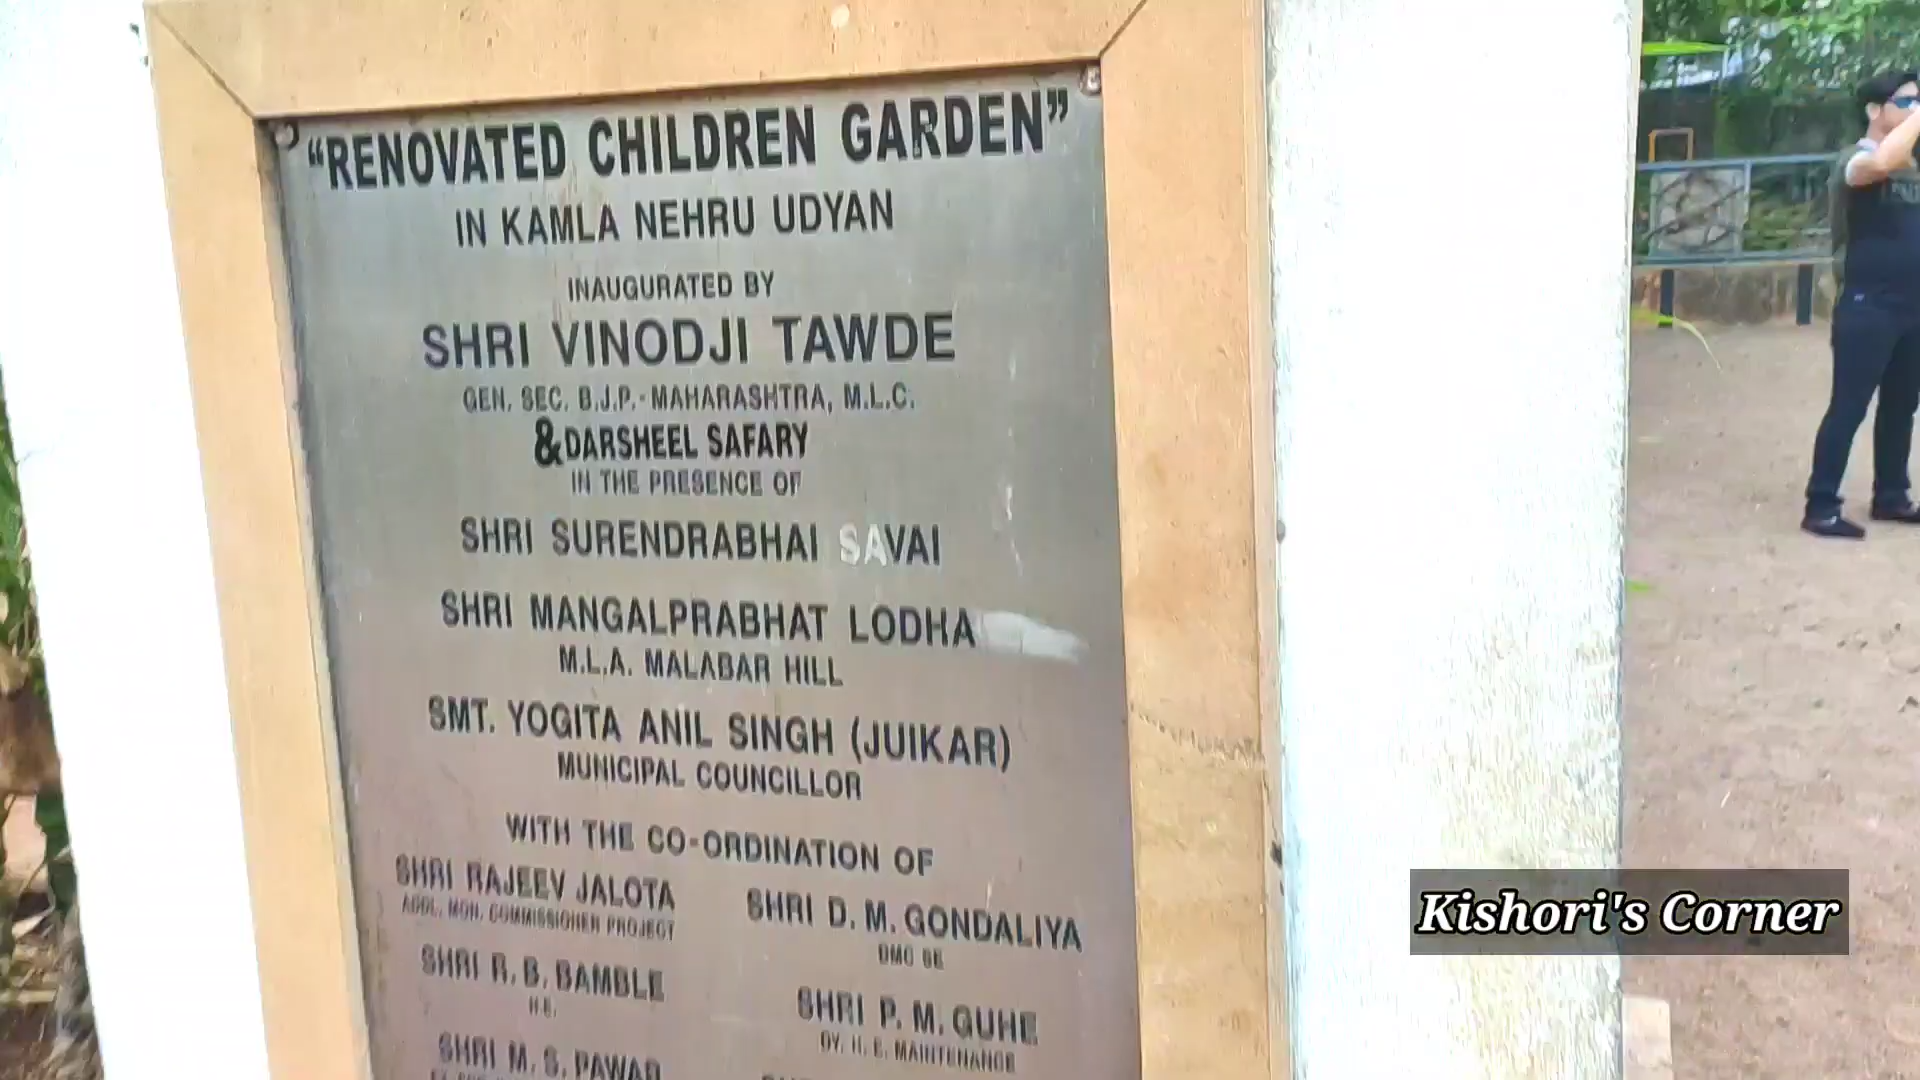 “RENOVATED CHILDREN GARDEN”
IN KAMLA NEHRU UDYAN
INAUGURATED BY
SHRI VINODJI TAWDE
GEN. SEC. B.J.P.-MAHARASHTRA, M.L.C.
& DARSHEEL SAFARY
IN THE PRESENCE OF
SHRI SURENDRABHAI SAVAI
SHRI MANGALPRABHAT LODHA
M.L.A. MALABAR HILL
SMT. YOGITA ANIL SINGH (JUIKAR)
MUNICIPAL COUNCILLOR
WITH THE CO-ORDINATION OF
SHRI RAJEEV JALOTA
ADDL. MUN. COMMISSIONER PROJECT
SHRI D. M. GONDALIYA
DMC SE
SHRI R. B. BAMBLE
H.E.
SHRI P. M. GUHE
DY. H. E. MAINTENANCE
SHRI M. S. PAWAR
Kishori's Corner